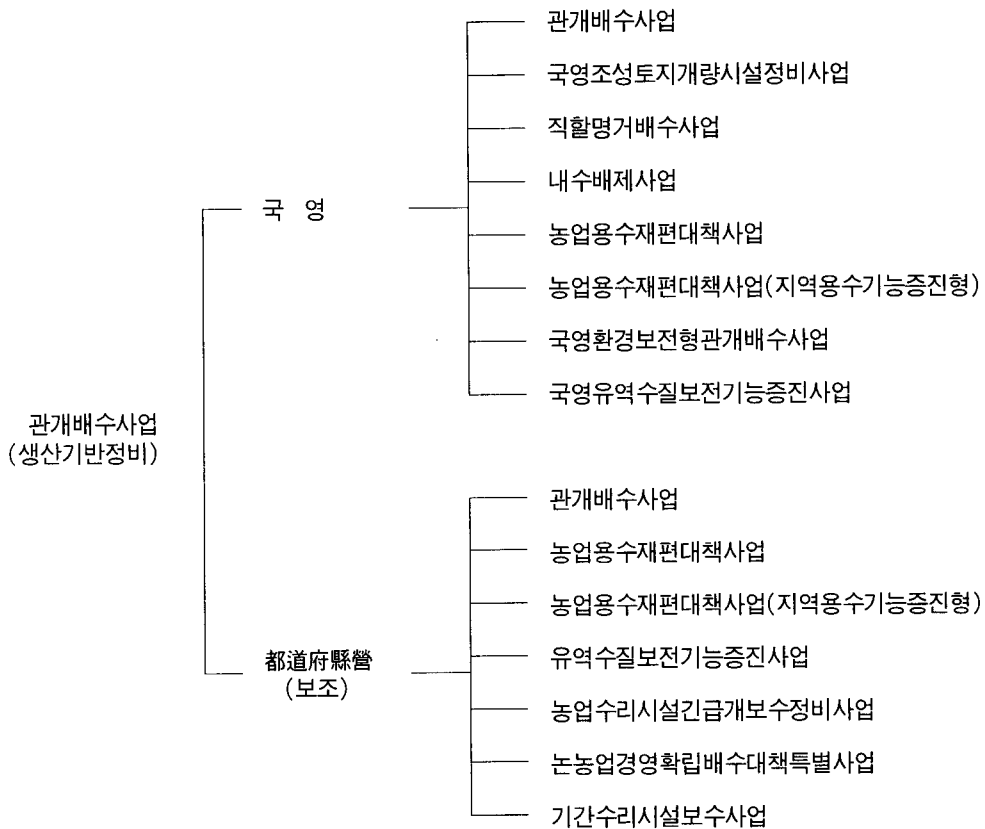 관개배수사업
(생산기반정비)
국 영
관개배수사업
국영조성토지개량시설정비사업
직할명거배수사업
내수배제사업
농업용수재편대책사업
농업용수재편대책사업(지역용수기능증진형)
국영환경보전형관개배수사업
국영유역수질보전기능증진사업
都道府縣營
(보조)
관개배수사업
농업용수재편대책사업
농업용수재편대책사업(지역용수기능증진형)
유역수질보전기능증진사업
농업수리시설긴급개보수정비사업
논농업경영확립배수대책특별사업
기간수리시설보수사업